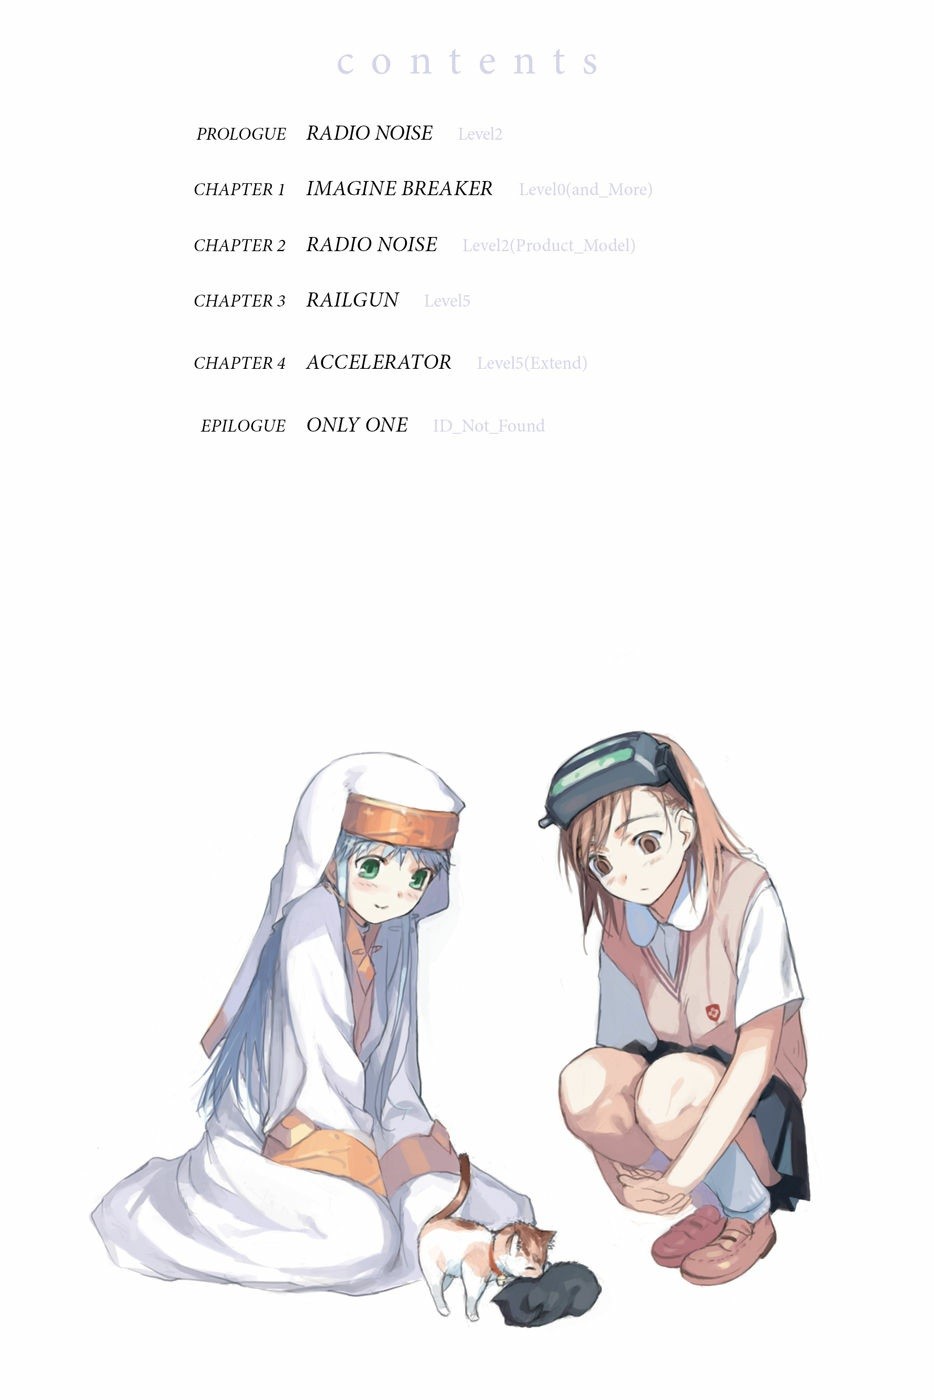 contents
PROLOGUE RADIO NOISE Level2
CHAPTER 1 IMAGINE BREAKER Level0(and_More)
CHAPTER 2 RADIO NOISE Level2(Product_Model)
CHAPTER 3 RAILGUN Level5
CHAPTER 4 ACCELERATOR Level5(Extend)
EPILOGUE ONLY ONE ID_Not_Found